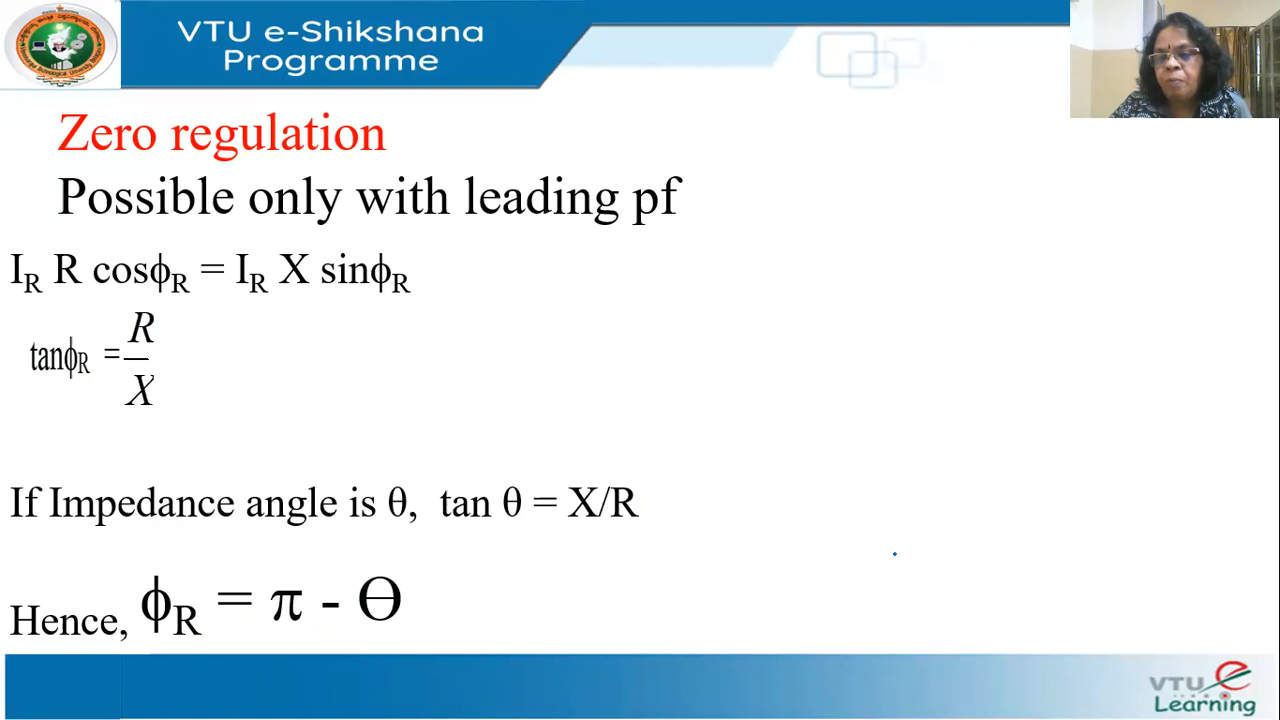 VTU e-Shikshana
Programme
Zero regulation
Possible only with leading pf
I_R R cosϕ_R = I_R X sinϕ_R
tanϕ_R = R/X
If Impedance angle is θ, tan θ = X/R
Hence, ϕ_R = π - Θ
VTU e
Learning